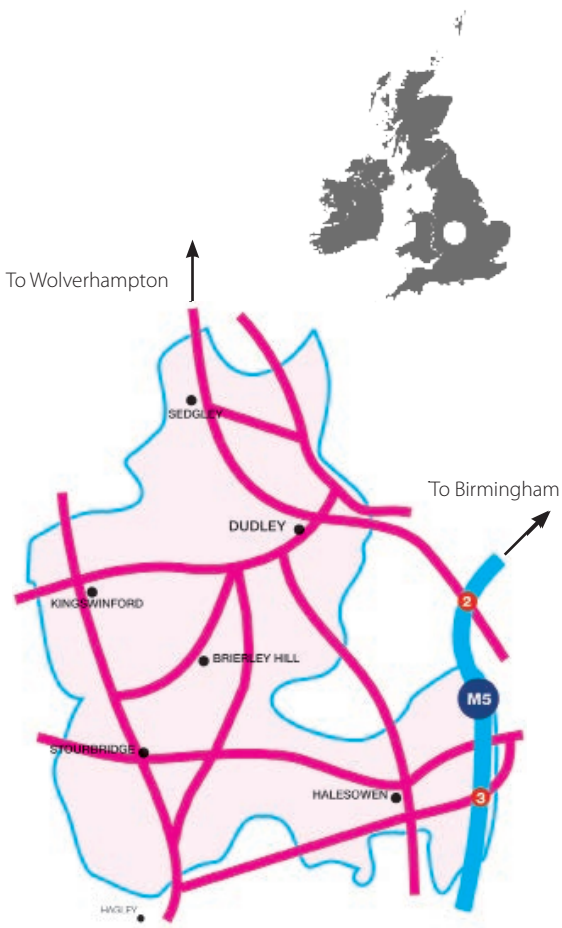 To Wolverhampton
SEDGLEY
To Birmingham
DUDLEY
2
KINGSWINFORD
BRIERLEY HILL
M5
STOURBRIDGE
HALESOWEN
3
HAGLEY